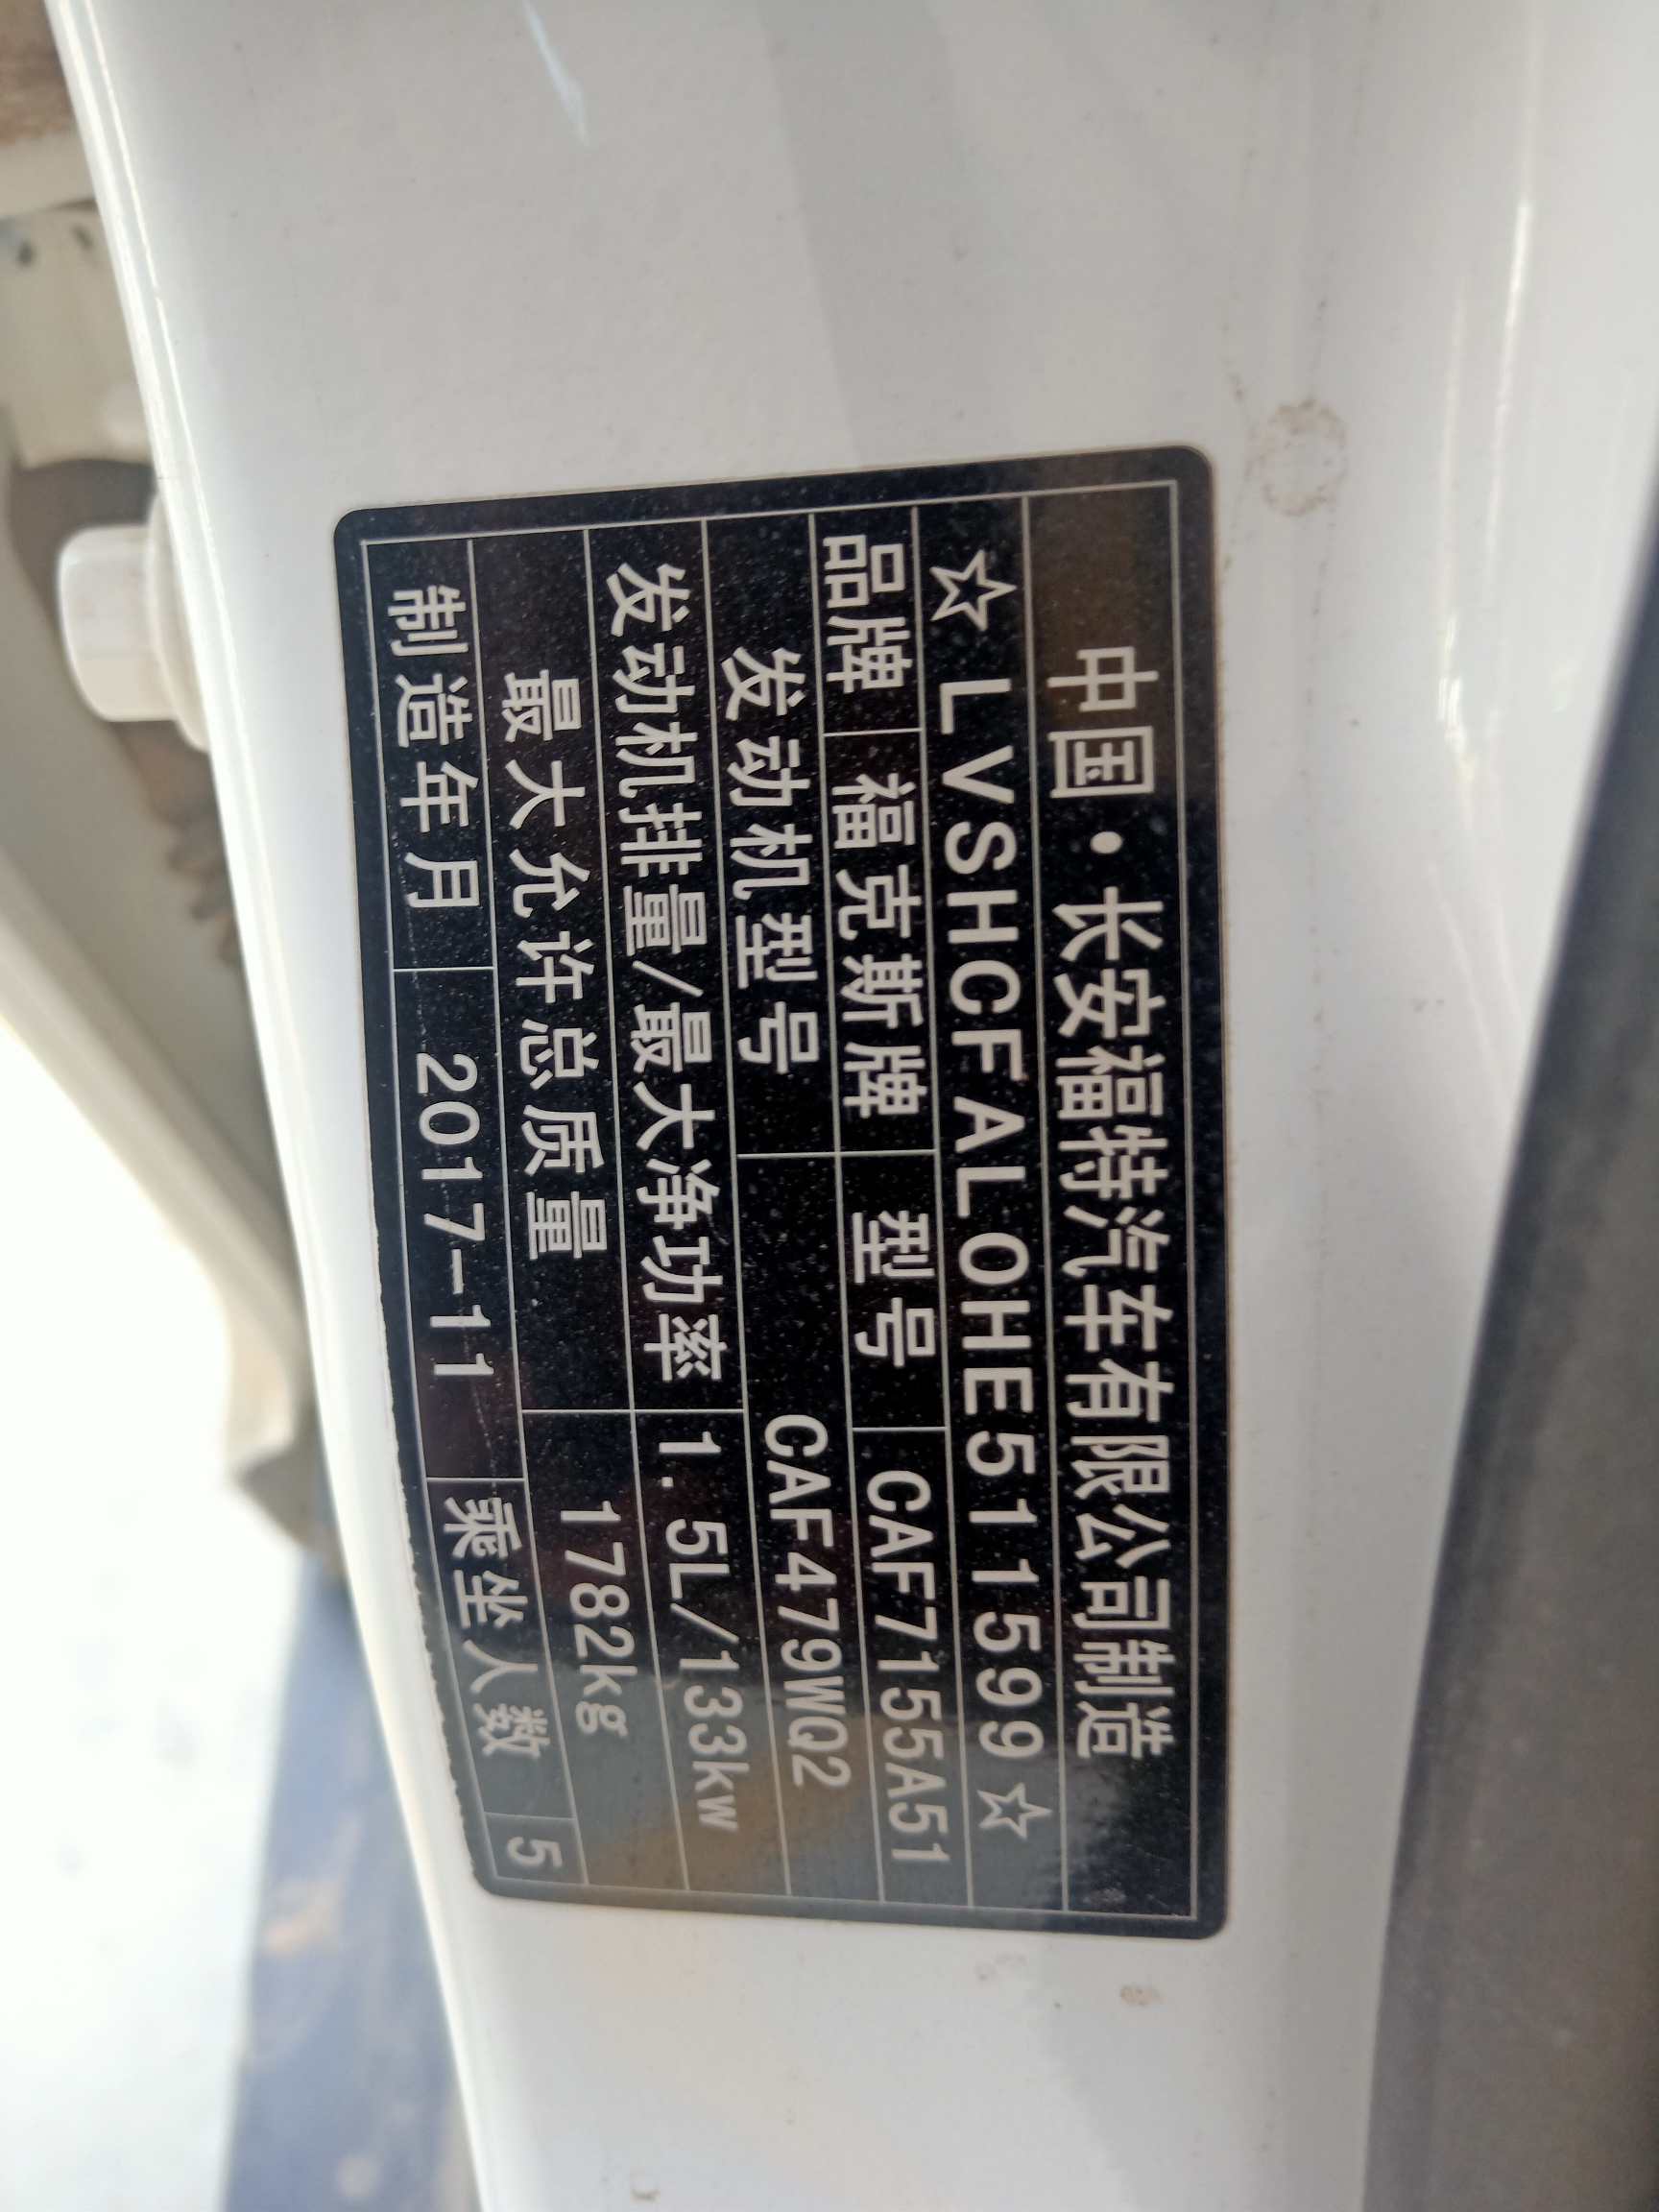 中国·长安福特汽车有限公司制造
☆LVSHCFAL0HE511599☆
品牌 福克斯牌 型号 CAF7155A51
发动机型号 CAF479WQ2
发动机排量/最大净功率 1.5L/133kw
最大允许总质量 1782kg
制造年月 2017-11 乘坐人数 5